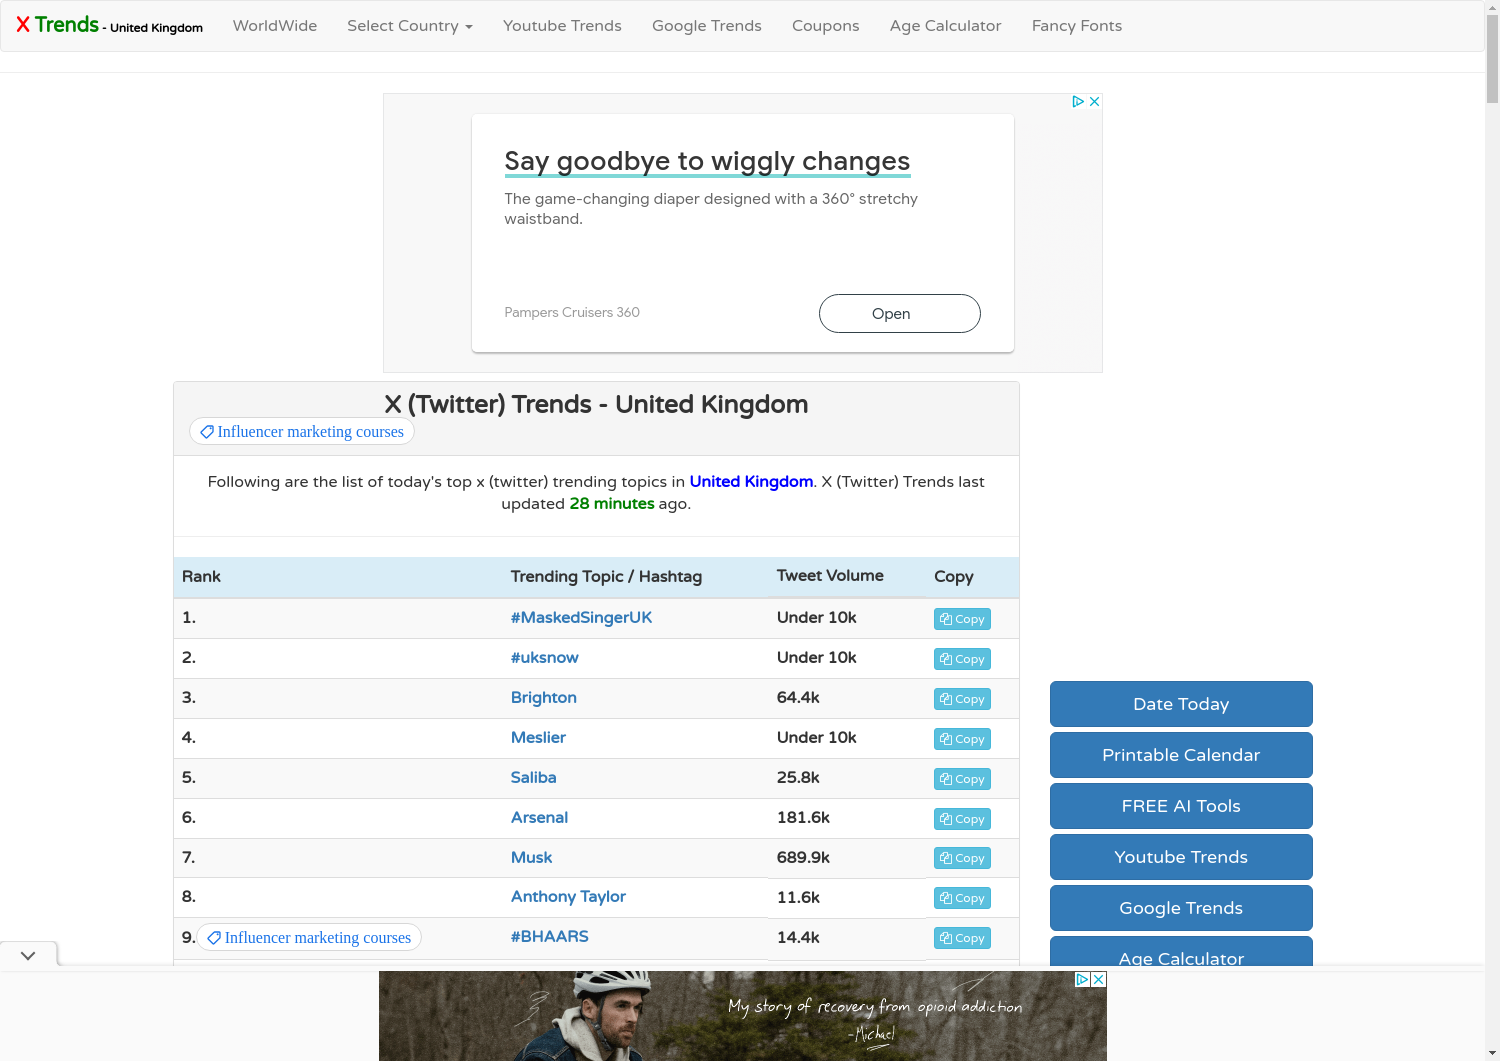 X Trends - United Kingdom WorldWide Select Country Youtube Trends Google Trends Coupons Age Calculator Fancy Fonts
Say goodbye to wiggly changes
The game-changing diaper designed with a 360° stretchy
waistband.
Pampers Cruisers 360 Open
X (Twitter) Trends - United Kingdom
Influencer marketing courses
Following are the list of today's top x (twitter) trending topics in United Kingdom. X (Twitter) Trends last
updated 28 minutes ago.
Rank Trending Topic / Hashtag Tweet Volume Copy
1. #MaskedSingerUK Under 10k Copy
2. #uksnow Under 10k Copy
3. Brighton 64.4k Copy
4. Meslier Under 10k Copy
5. Saliba 25.8k Copy
6. Arsenal 181.6k Copy
7. Musk 689.9k Copy
8. Anthony Taylor 11.6k Copy
9. Influencer marketing courses #BHAARS 14.4k Copy
Date Today
Printable Calendar
FREE AI Tools
Youtube Trends
Google Trends
Age Calculator
My story of recovery from opioid addiction
-Michael